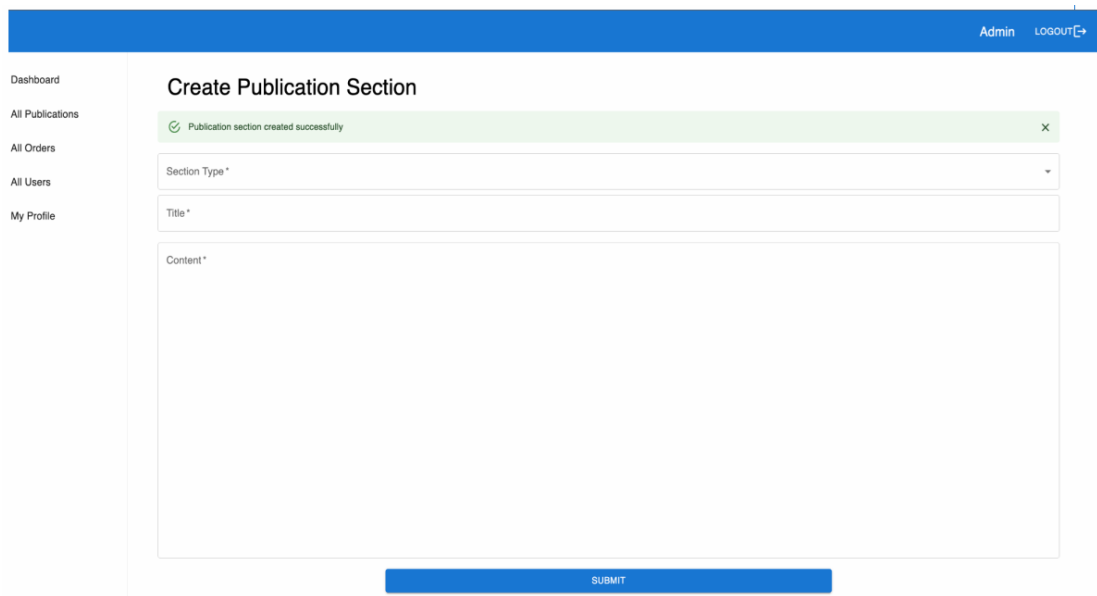 Admin LOGOUT
Dashboard
All Publications
All Orders
All Users
My Profile
Create Publication Section
Publication section created successfully
Section Type *
Title *
Content *
SUBMIT